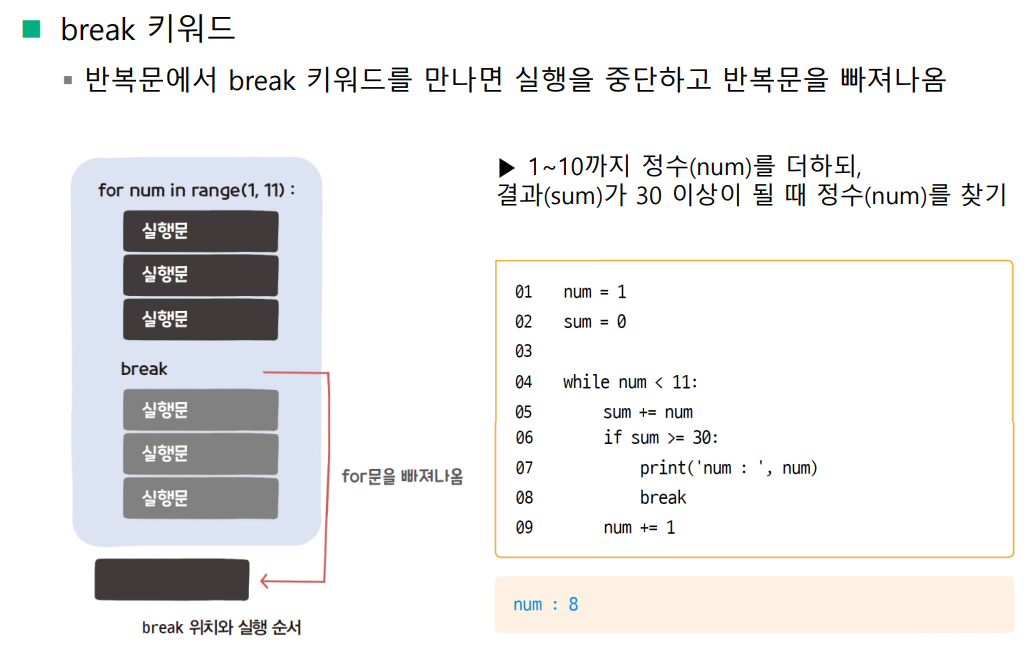 break 키워드
반복문에서 break 키워드를 만나면 실행을 중단하고 반복문을 빠져나옴
for num in range(1, 11) :
실행문
실행문
실행문
break
실행문
실행문
실행문
for문을 빠져나옴
break 위치와 실행 순서
▶ 1~10까지 정수(num)를 더하되,
결과(sum)가 30 이상이 될 때 정수(num)를 찾기
01 num = 1
02 sum = 0
03
04 while num < 11:
05 sum += num
06 if sum >= 30:
07 print('num : ', num)
08 break
09 num += 1
num : 8